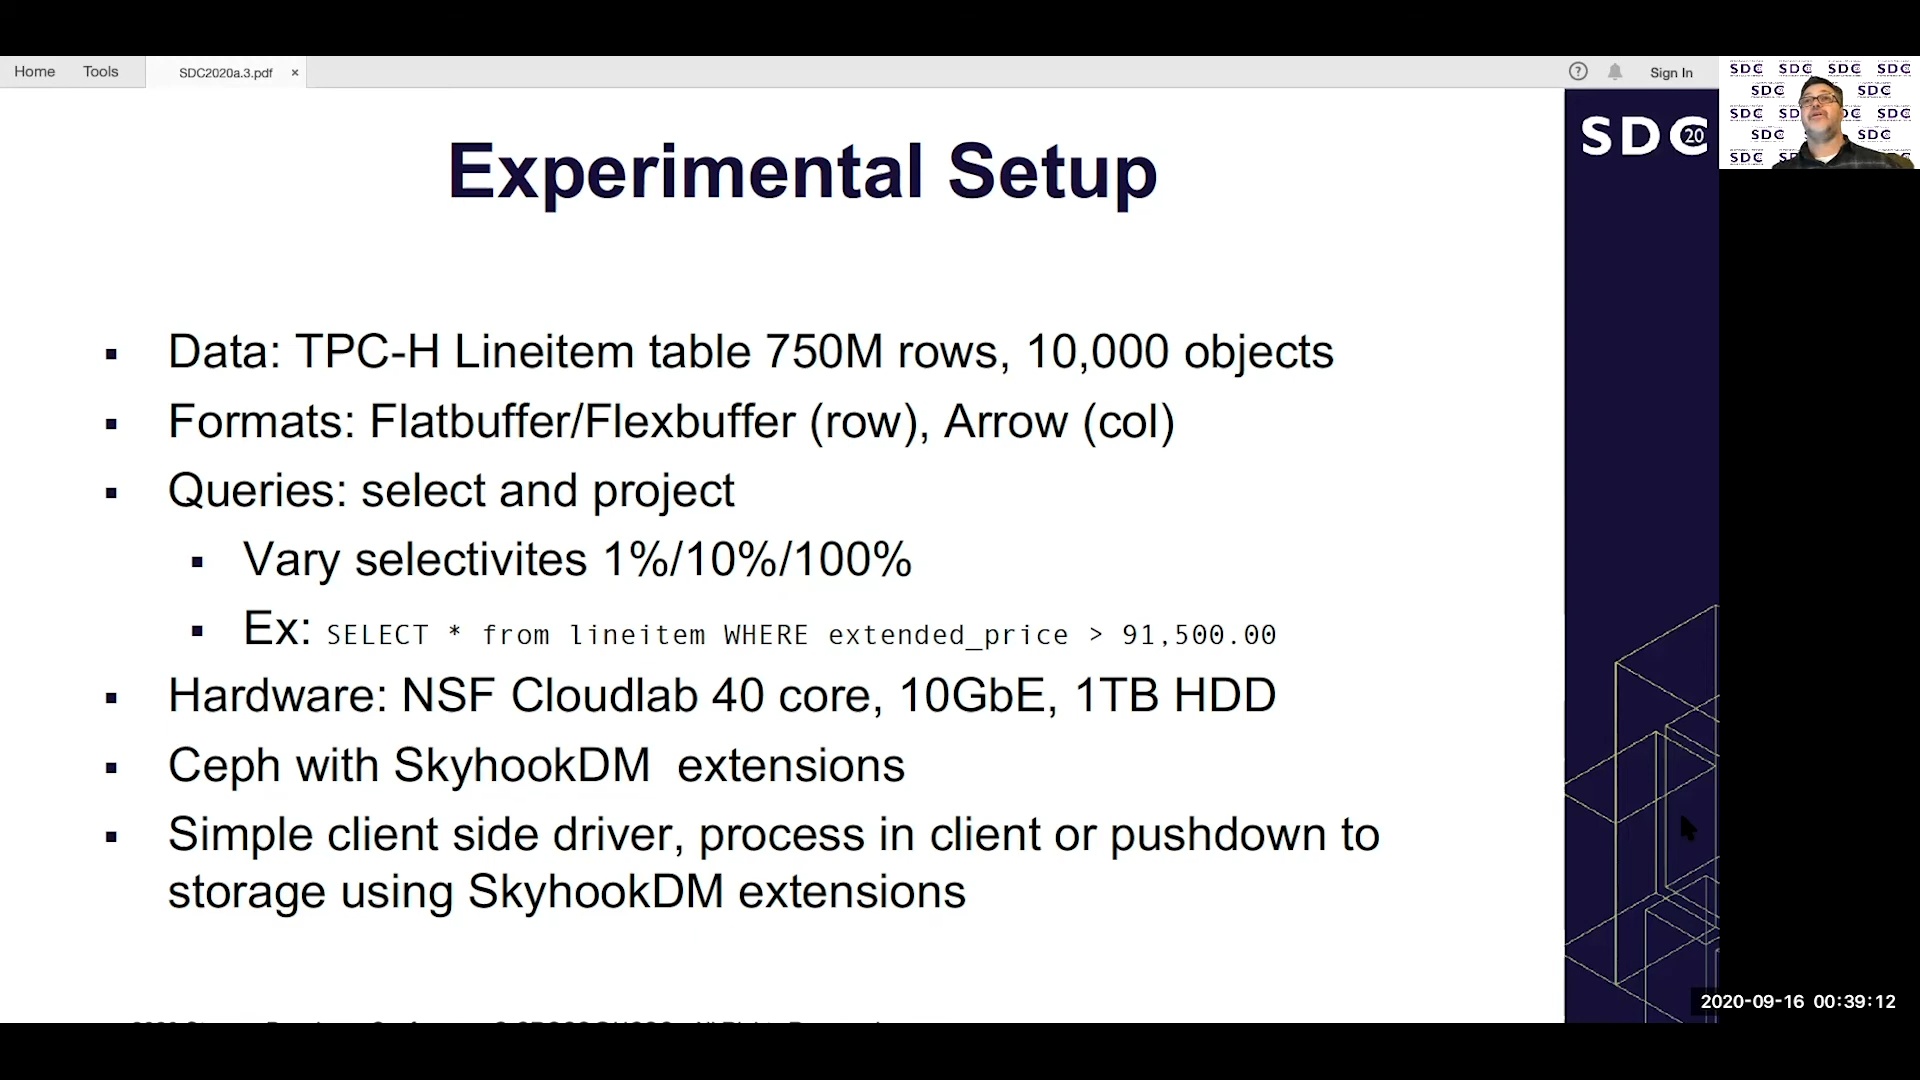 Home Tools SDC2020a.3.pdf × Sign In
SDC 20
SDC SDC SDC SDC
SDC SDC
SDC SDC
SDC SDC
SDC
Experimental Setup
Data: TPC-H Lineitem table 750M rows, 10,000 objects
Formats: Flatbuffer/Flexbuffer (row), Arrow (col)
Queries: select and project
Vary selectivites 1%/10%/100%
Ex: SELECT * from lineitem WHERE extended_price > 91,500.00
Hardware: NSF Cloudlab 40 core, 10GbE, 1TB HDD
Ceph with SkyhookDM extensions
Simple client side driver, process in client or pushdown to
storage using SkyhookDM extensions
2020-09-16 00:39:12